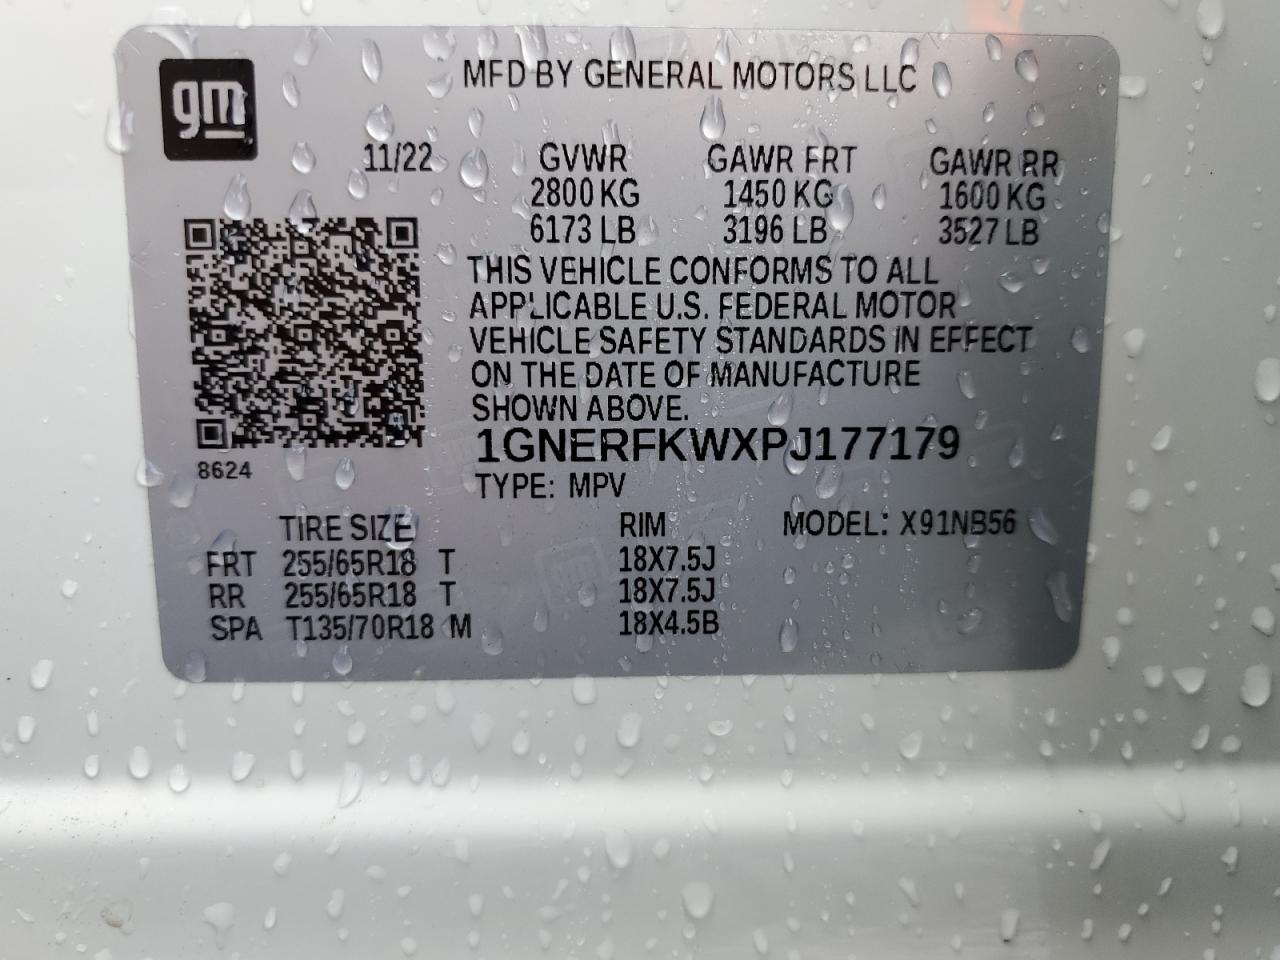 MFD BY GENERAL MOTORS LLC
gm
11/22 GVWR GAWR FRT GAWR RR
2800 KG 1450 KG 1600 KG
6173 LB 3196 LB 3527 LB
THIS VEHICLE CONFORMS TO ALL
APPLICABLE U.S. FEDERAL MOTOR
VEHICLE SAFETY STANDARDS IN EFFECT
ON THE DATE OF MANUFACTURE
SHOWN ABOVE.
1GNERFKWXPJ177179
8624
TYPE: MPV
TIRE SIZE RIM MODEL: X91NB56
FRT 255/65R18 T 18X7.5J
RR 255/65R18 T 18X7.5J
SPA T135/70R18 M 18X4.5B